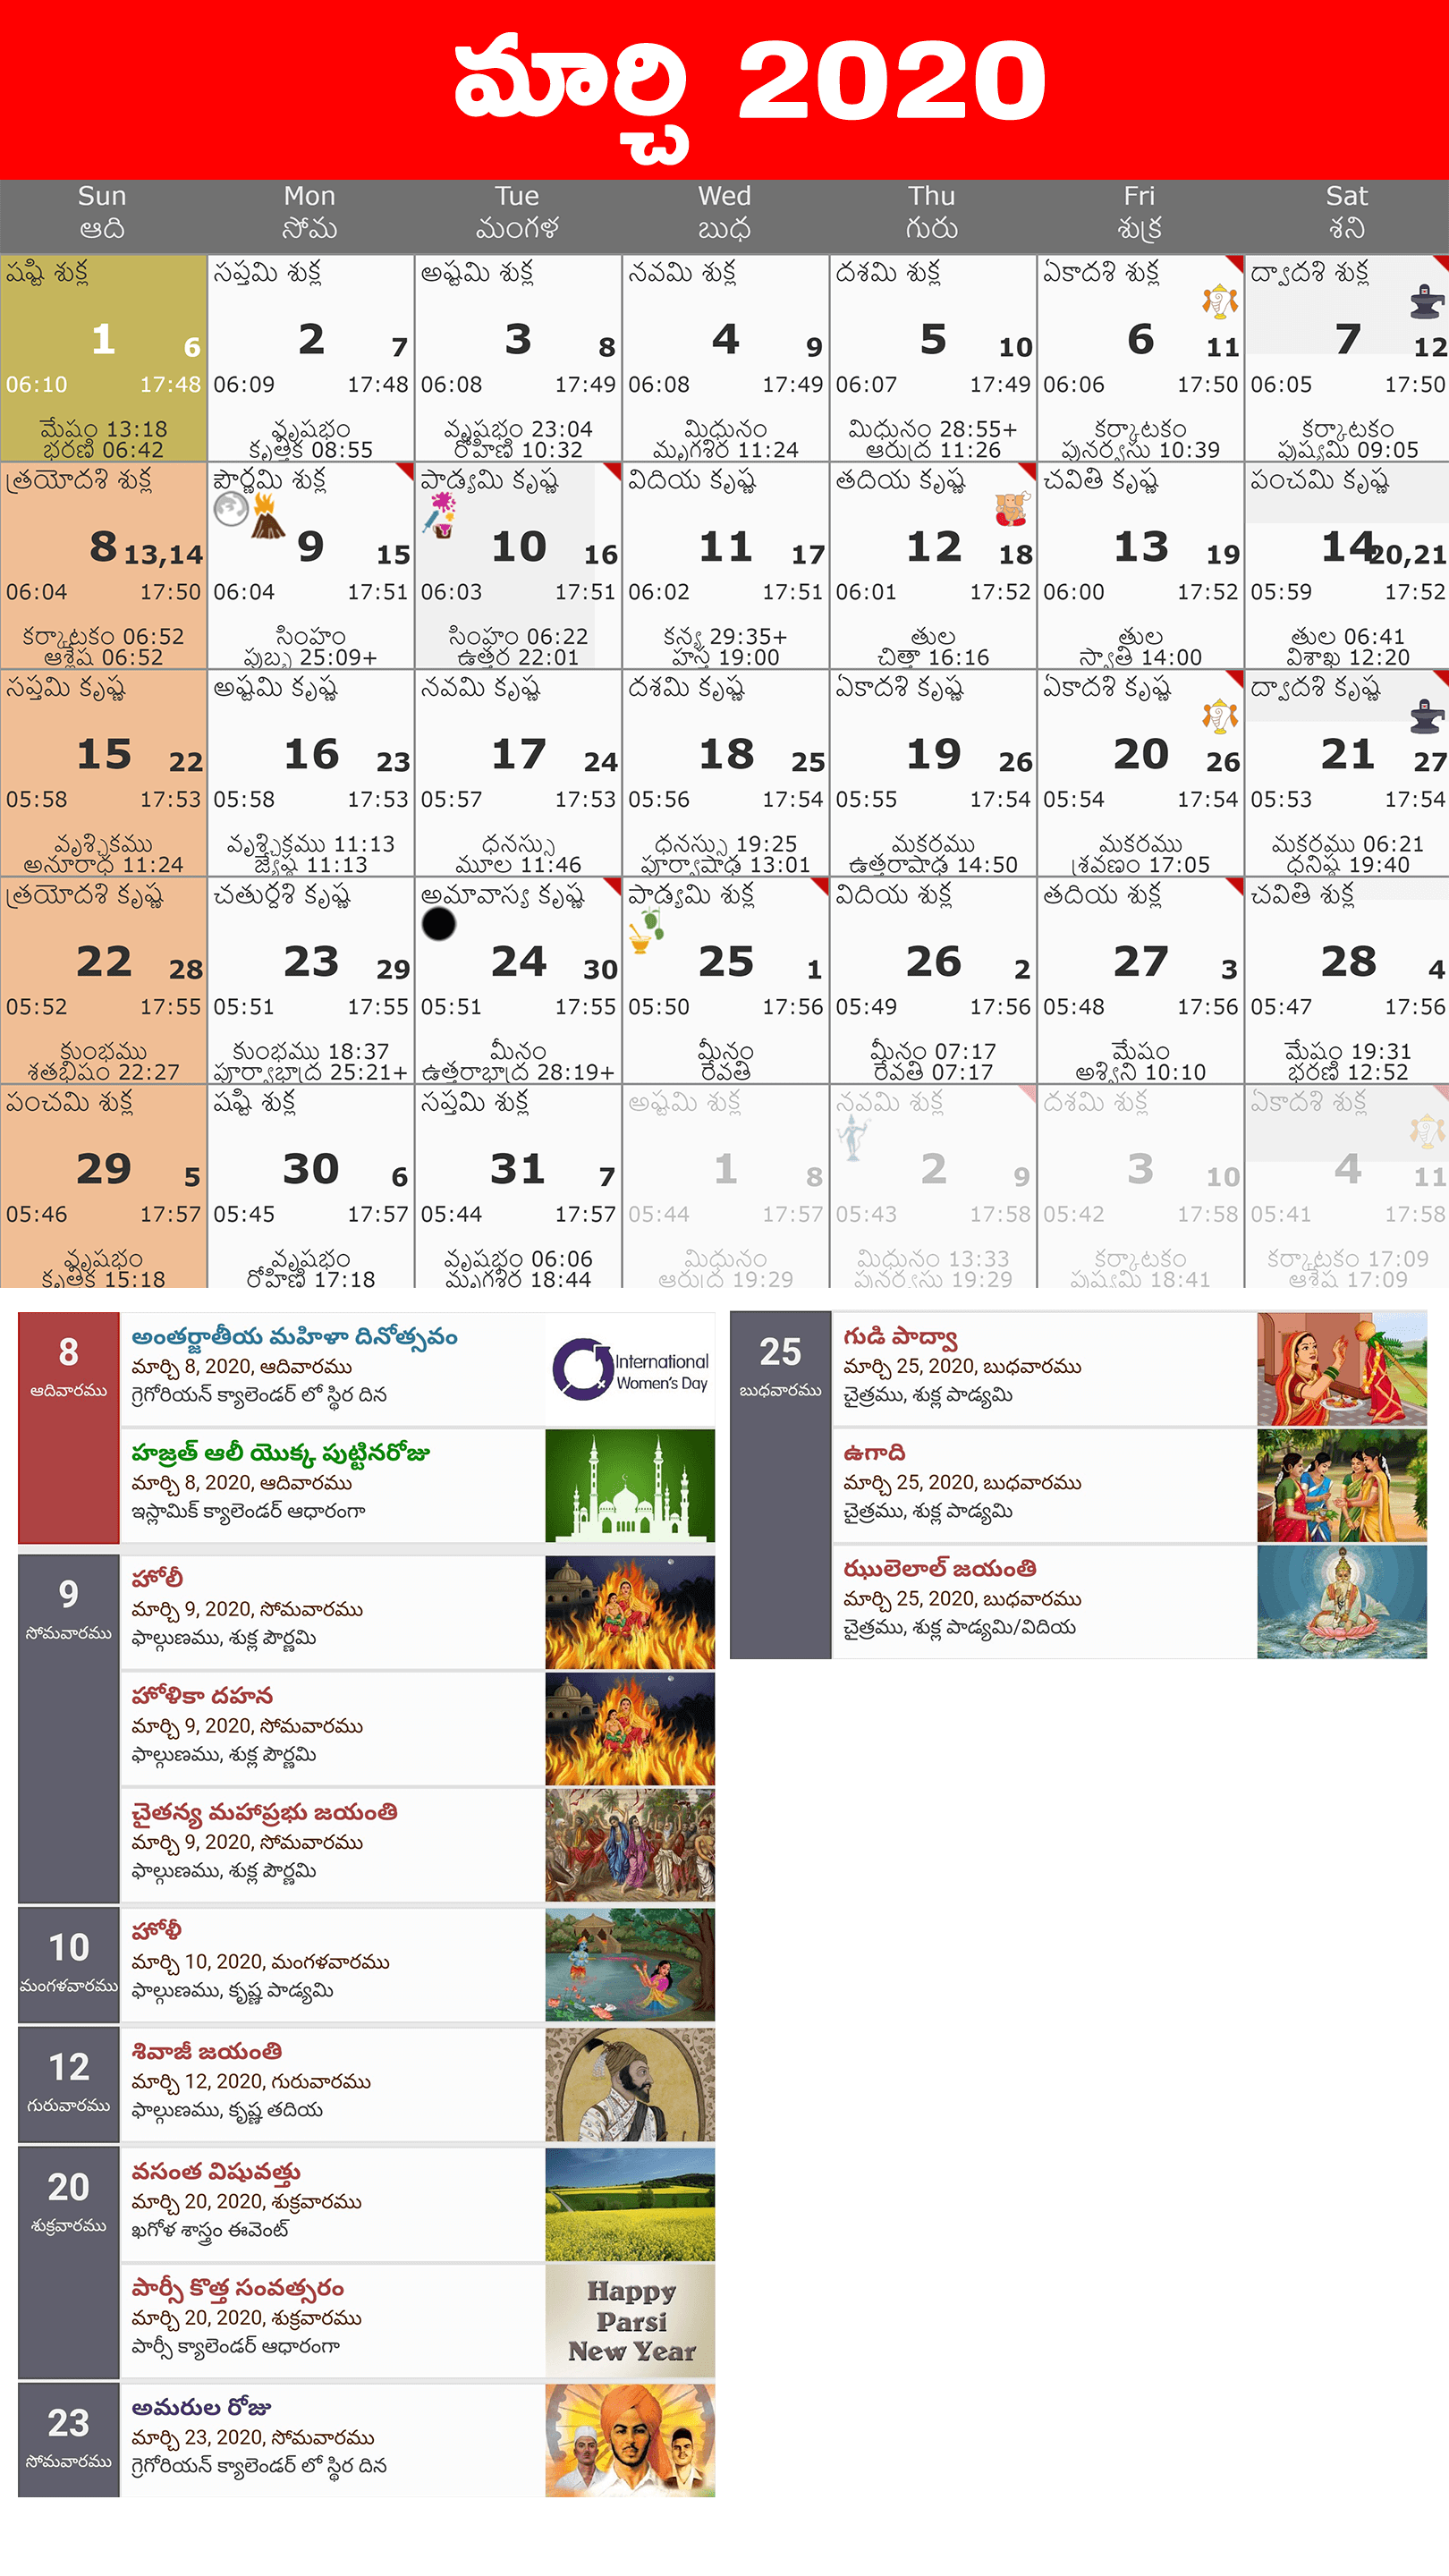 మార్చి 2020
Sun Mon Tue Wed Thu Fri Sat
ఆది సోమ మంగళ బుధ గురు శుక్ర శని
షష్టి శుక్ల సప్తమి శుక్ల అష్టమి శుక్ల నవమి శుక్ల దశమి శుక్ల ఏకాదశి శుక్ల ద్వాదశి శుక్ల
1 6 2 7 3 8 4 9 5 10 6 11 7 12
06:10 17:48 06:09 17:48 06:08 17:49 06:08 17:49 06:07 17:49 06:06 17:50 06:05 17:50
మేషం 13:18 వృషభం వృషభం 23:04 మిధునం మిధునం 28:55+ కర్కాటకం కర్కాటకం
భరణి 06:42 కృత్తిక 08:55 రోహిణి 10:32 మృగశిర 11:24 ఆరుద్ర 11:26 పునర్వసు 10:39 పుష్యమి 09:05
త్రయోదశి శుక్ల పౌర్ణమి శుక్ల పాడ్యమి కృష్ణ విదియ కృష్ణ తదియ కృష్ణ చవితి కృష్ణ పంచమి కృష్ణ
8 13,14 9 15 10 16 11 17 12 18 13 19 14 20,21
06:04 17:50 06:04 17:51 06:03 17:51 06:02 17:51 06:01 17:52 06:00 17:52 05:59 17:52
కర్కాటకం 06:52 సింహం సింహం 06:22 కన్య 29:35+ తుల తుల తుల 06:41
ఆశ్లేష 06:52 పుబ్బ 25:09+ ఉత్తర 22:01 హస్త 19:00 చిత్తా 16:16 స్వాతి 14:00 విశాఖ 12:20
సప్తమి కృష్ణ అష్టమి కృష్ణ నవమి కృష్ణ దశమి కృష్ణ ఏకాదశి కృష్ణ ఏకాదశి కృష్ణ ద్వాదశి కృష్ణ
15 22 16 23 17 24 18 25 19 26 20 26 21 27
05:58 17:53 05:58 17:53 05:57 17:53 05:56 17:54 05:55 17:54 05:54 17:54 05:53 17:54
వృశ్చికము వృశ్చికము 11:13 ధనస్సు ధనస్సు 19:25 మకరము మకరము మకరము 06:21
అనూరాధ 11:24 జ్యేష్ఠ 11:13 మూల 11:46 పూర్వాషాఢ 13:01 ఉత్తరాషాఢ 14:50 శ్రవణం 17:05 ధనిష్ఠ 19:40
త్రయోదశి కృష్ణ చతుర్దశి కృష్ణ అమావాస్య కృష్ణ పాడ్యమి శుక్ల విదియ శుక్ల తదియ శుక్ల చవితి శుక్ల
22 28 23 29 24 30 25 1 26 2 27 3 28 4
05:52 17:55 05:51 17:55 05:51 17:55 05:50 17:56 05:49 17:56 05:48 17:56 05:47 17:56
కుంభము కుంభము 18:37 మీనం మీనం మీనం 07:17 మేషం మేషం 19:31
శతభిషం 22:27 పూర్వాభాద్ర 25:21+ ఉత్తరాభాద్ర 28:19+ రేవతి రేవతి 07:17 అశ్విని 10:10 భరణి 12:52
పంచమి శుక్ల షష్టి శుక్ల సప్తమి శుక్ల అష్టమి శుక్ల నవమి శుక్ల దశమి శుక్ల ఏకాదశి శుక్ల
29 5 30 6 31 7 1 8 2 9 3 10 4 11
05:46 17:57 05:45 17:57 05:44 17:57 05:44 17:57 05:43 17:58 05:42 17:58 05:41 17:58
వృషభం వృషభం వృషభం 06:06 మిధునం మిధునం 13:33 కర్కాటకం కర్కాటకం 17:09
కృత్తిక 15:18 రోహిణి 17:18 మృగశిర 18:44 ఆరుద్ర 19:29 పునర్వసు 19:29 పుష్యమి 18:41 ఆశ్లేష 17:09
8
ఆదివారము
అంతర్జాతీయ మహిళా దినోత్సవం
మార్చి 8, 2020, ఆదివారము
గ్రెగోరియన్ క్యాలెండర్ లో స్థిర దిన
International
Women's Day
హజ్రత్ ఆలీ యొక్క పుట్టినరోజు
మార్చి 8, 2020, ఆదివారము
ఇస్లామిక్ క్యాలెండర్ ఆధారంగా
9
సోమవారము
హోలీ
మార్చి 9, 2020, సోమవారము
ఫాల్గుణము, శుక్ల పౌర్ణమి
హోళికా దహన
మార్చి 9, 2020, సోమవారము
ఫాల్గుణము, శుక్ల పౌర్ణమి
చైతన్య మహాప్రభు జయంతి
మార్చి 9, 2020, సోమవారము
ఫాల్గుణము, శుక్ల పౌర్ణమి
10
మంగళవారము
హోళీ
మార్చి 10, 2020, మంగళవారము
ఫాల్గుణము, కృష్ణ పాడ్యమి
12
గురువారము
శివాజీ జయంతి
మార్చి 12, 2020, గురువారము
ఫాల్గుణము, కృష్ణ తదియ
20
శుక్రవారము
వసంత విషువత్తు
మార్చి 20, 2020, శుక్రవారము
ఖగోళ శాస్త్రం ఈవెంట్
పార్సీ కొత్త సంవత్సరం
మార్చి 20, 2020, శుక్రవారము
పార్సీ క్యాలెండర్ ఆధారంగా
Happy
Parsi
New Year
23
సోమవారము
అమరుల రోజు
మార్చి 23, 2020, సోమవారము
గ్రెగోరియన్ క్యాలెండర్ లో స్థిర దిన
25
బుధవారము
గుడి పాద్వా
మార్చి 25, 2020, బుధవారము
చైత్రము, శుక్ల పాడ్యమి
ఉగాది
మార్చి 25, 2020, బుధవారము
చైత్రము, శుక్ల పాడ్యమి
ఝులెలాల్ జయంతి
మార్చి 25, 2020, బుధవారము
చైత్రము, శుక్ల పాడ్యమి/విదియ